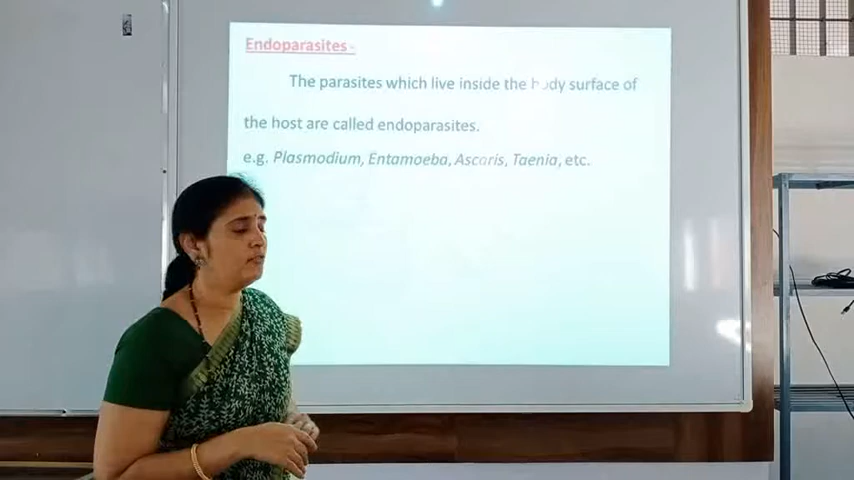 Endoparasites -
The parasites which live inside the body surface of
the host are called endoparasites.
e.g. Plasmodium, Entamoeba, Ascaris, Taenia, etc.